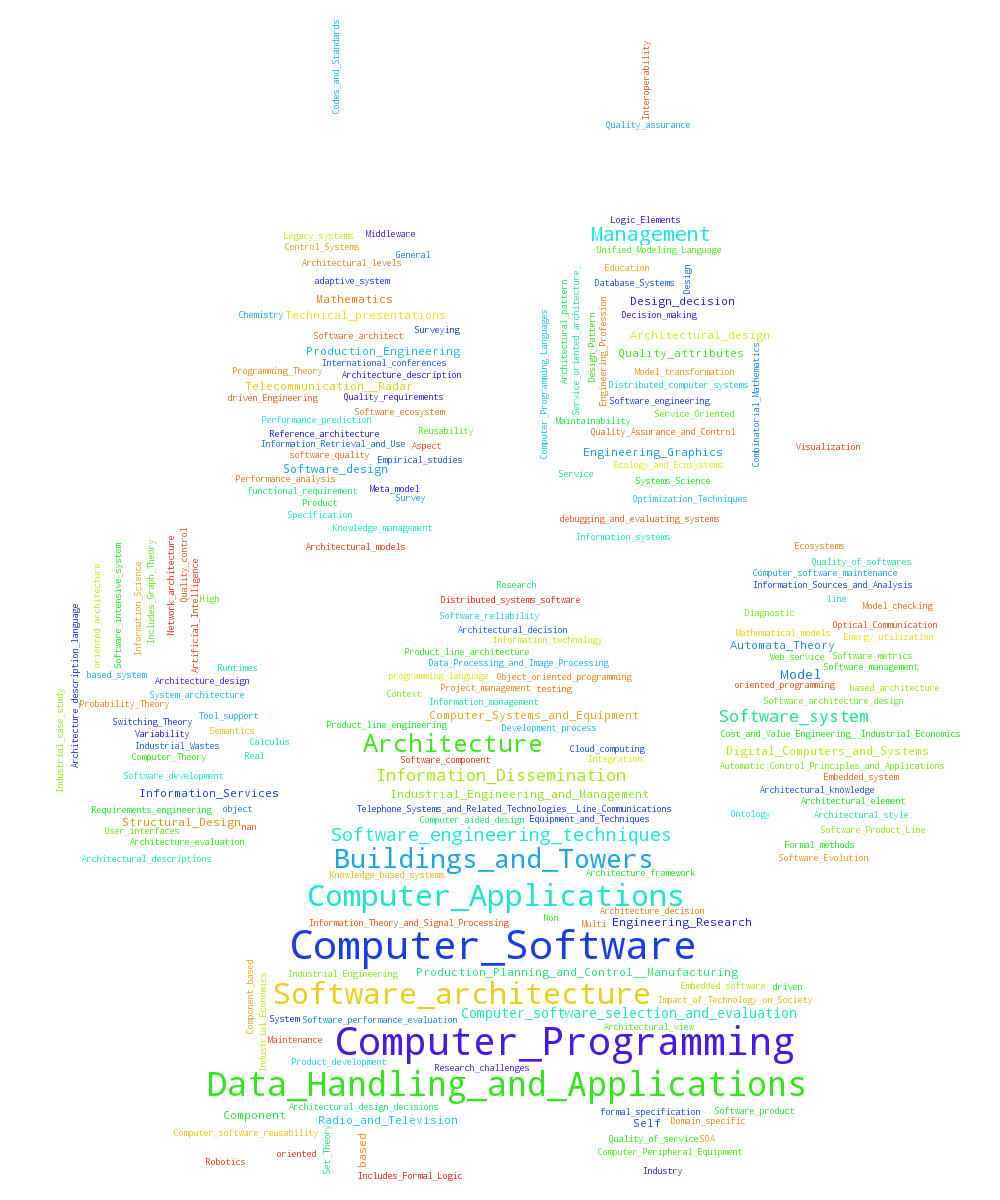 Codes_and_Standards
Interoperability
Quality_assurance
Logic_Elements
Legacy_systems
Middleware
Management
Control_Systems
Unified_Modeling_Language
General
Architectural_levels
Education
adaptive_system
Database_Systems
Design
Mathematics
Design_decision
Chemistry
Technical_presentations
Decision_making
Surveying
Software_architect
Architectural_design
Production_Engineering
Quality_attributes
International_conferences
Programming_Theory
Architecture_description
Model_transformation
Telecommunication__Radar
Distributed_computer_systems
driven_Engineering
Quality_requirements
Software_engineering
Software_ecosystem
Service_Oriented
Performance_prediction
Maintainability
Reference_architecture
Reusability
Quality_Assurance_and_Control
Information_Retrieval_and_Use
Aspect
Visualization
software_quality
Empirical_studies
Engineering_Graphics
Software_design
Ecology_and_Ecosystems
Performance_analysis
Service
Systems_Science
functional_requirement
Meta_model
Survey
Optimization_Techniques
Product
Specification
debugging_and_evaluating_systems
Knowledge_management
Information_systems
Architectural_models
Computer_Programming_Languages
Architectural_pattern
Service_oriented_architecture_
Design_Pattern
Engineering_Profession
Combinatorial_Mathematics
Ecosystems
Quality_of_softwares
Computer_software_maintenance
Information_Sources_and_Analysis
Research
High
Distributed_systems_software
line
Model_checking
Software_reliability
Diagnostic
Optical_Communication
Architectural_decision
Mathematical_models
Energy_utilization
Information_technology
Automata_Theory
Product_line_architecture
Web_service
Software_metrics
Data_Processing_and_Image_Processing
Software_management
Runtimes
based_system
programming_language
Object_oriented_programming
Model
Architecture_design
Project_management
testing
oriented_programming
based_architecture
System_architecture
Context
Information_management
Software_architecture_design
Probability_Theory
Tool_support
Computer_Systems_and_Equipment
Software_system
Switching_Theory
Product_line_engineering
Development_process
Variability
Semantics
Cost_and_Value_Engineering__Industrial_Economics
Industrial_Wastes
Calculus
Architecture
Cloud_computing
Digital_Computers_and_Systems
Computer_Theory
Real
Software_component
Integration
Automatic_Control_Principles_and_Applications
Software_development
Information_Dissemination
Embedded_system
Information_Services
Industrial_Engineering_and_Management
Architectural_knowledge
Architectural_element
Requirements_engineering
object
Telephone_Systems_and_Related_Technologies__Line_Communications
Ontology
Architectural_style
Structural_Design
nan
Computer_aided_design
Equipment_and_Techniques
User_interfaces
Software_engineering_techniques
Software_Product_Line
Architecture_evaluation
Formal_methods
Architectural_descriptions
Buildings_and_Towers
Software_Evolution
Industrial_case_study
Architecture_description_language
oriented_architecture
Software_intensive_system
Information_Science
Includes_Graph_Theory
Network_architecture
Quality_control
Artificial_Intelligence
Knowledge_based_systems
Architecture_framework
Computer_Applications
Architecture_decision
Information_Theory_and_Signal_Processing
Non
Multi
Engineering_Research
Computer_Software
Industrial_Engineering
Production_Planning_and_Control__Manufacturing
Software_architecture
Embedded_software
driven
Impact_of_Technology_on_Society
Component_based
Industrial_Economics
System
Software_performance_evaluation
Computer_software_selection_and_evaluation
Architectural_view
Maintenance
Computer_Programming
Product_development
Research_challenges
Data_Handling_and_Applications
Architectural_design_decisions
formal_specification
Software_product
Component
Radio_and_Television
Self
Domain_specific
Computer_software_reusability
Quality_of_service
SOA
oriented
Set_Theory
based
Computer_Peripheral_Equipment
Robotics
Includes_Formal_Logic
Industry